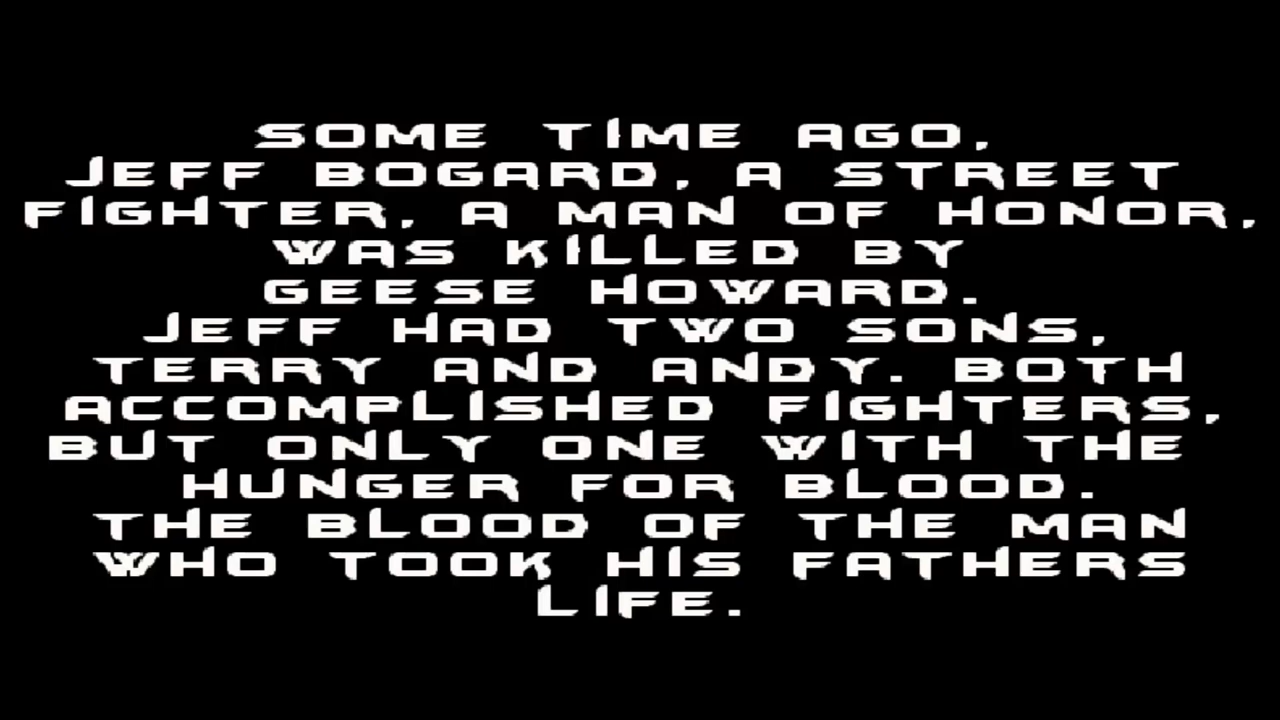 SOME TIME AGO,
JEFF BOGARD, A STREET
FIGHTER, A MAN OF HONOR,
WAS KILLED BY
GEESE HOWARD.
JEFF HAD TWO SONS,
TERRY AND ANDY. BOTH
ACCOMPLISHED FIGHTERS,
BUT ONLY ONE WITH THE
HUNGER FOR BLOOD.
THE BLOOD OF THE MAN
WHO TOOK HIS FATHERS
LIFE.